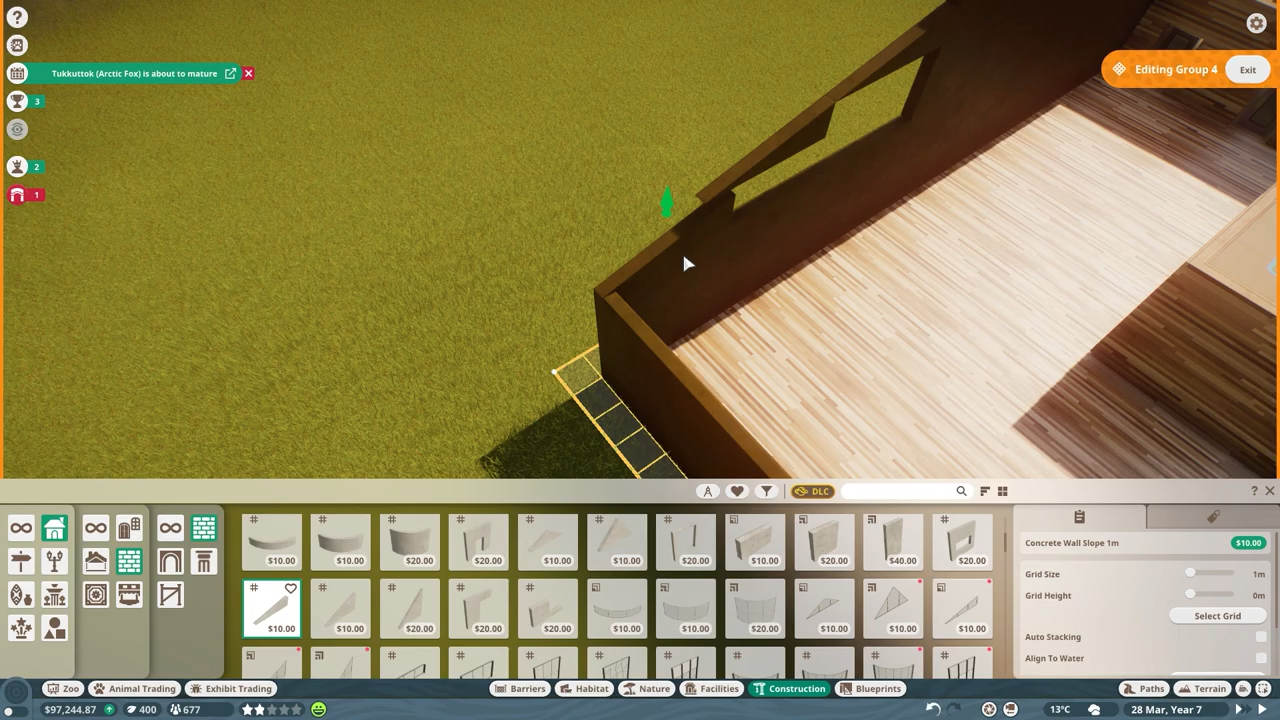 ?
Tukkuttok (Arctic Fox) is about to mature
3
2
1
Editing Group 4
Exit
DLC
?
$10.00
$10.00
$20.00
$20.00
$10.00
$10.00
$20.00
$10.00
$20.00
$40.00
$20.00
$10.00
$10.00
$20.00
$20.00
$20.00
$10.00
$10.00
$20.00
$10.00
$10.00
$10.00
Concrete Wall Slope 1m
$10.00
Grid Size
1m
Grid Height
0m
Select Grid
Auto Stacking
Align To Water
Zoo
Animal Trading
Exhibit Trading
Barriers
Habitat
Nature
Facilities
Construction
Blueprints
Paths
Terrain
$97,244.87
400
677
13°C
28 Mar, Year 7